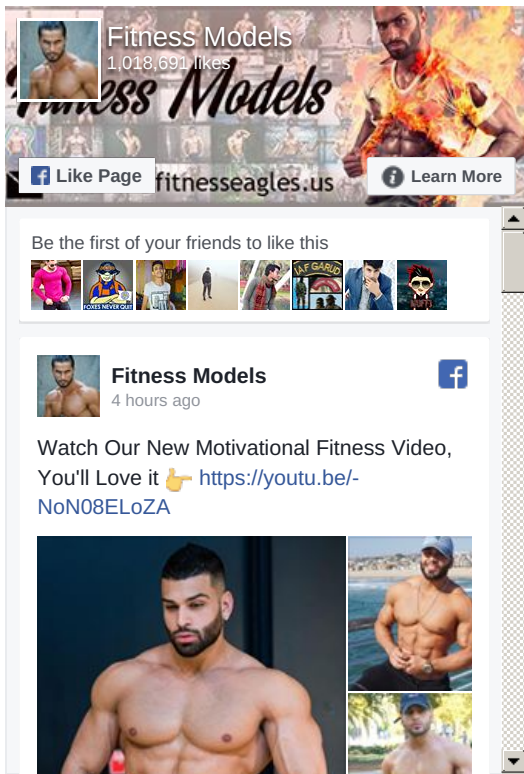 Fitness Models
1,018,691 likes
Fitness Models
Like Page
fitnesseagles.us
Learn More
Be the first of your friends to like this
FOXES NEVER QUIT
IAF GARUD
Fitness Models
4 hours ago
Watch Our New Motivational Fitness Video,
You'll Love it 👉 https://youtu.be/-
NoN08ELoZA